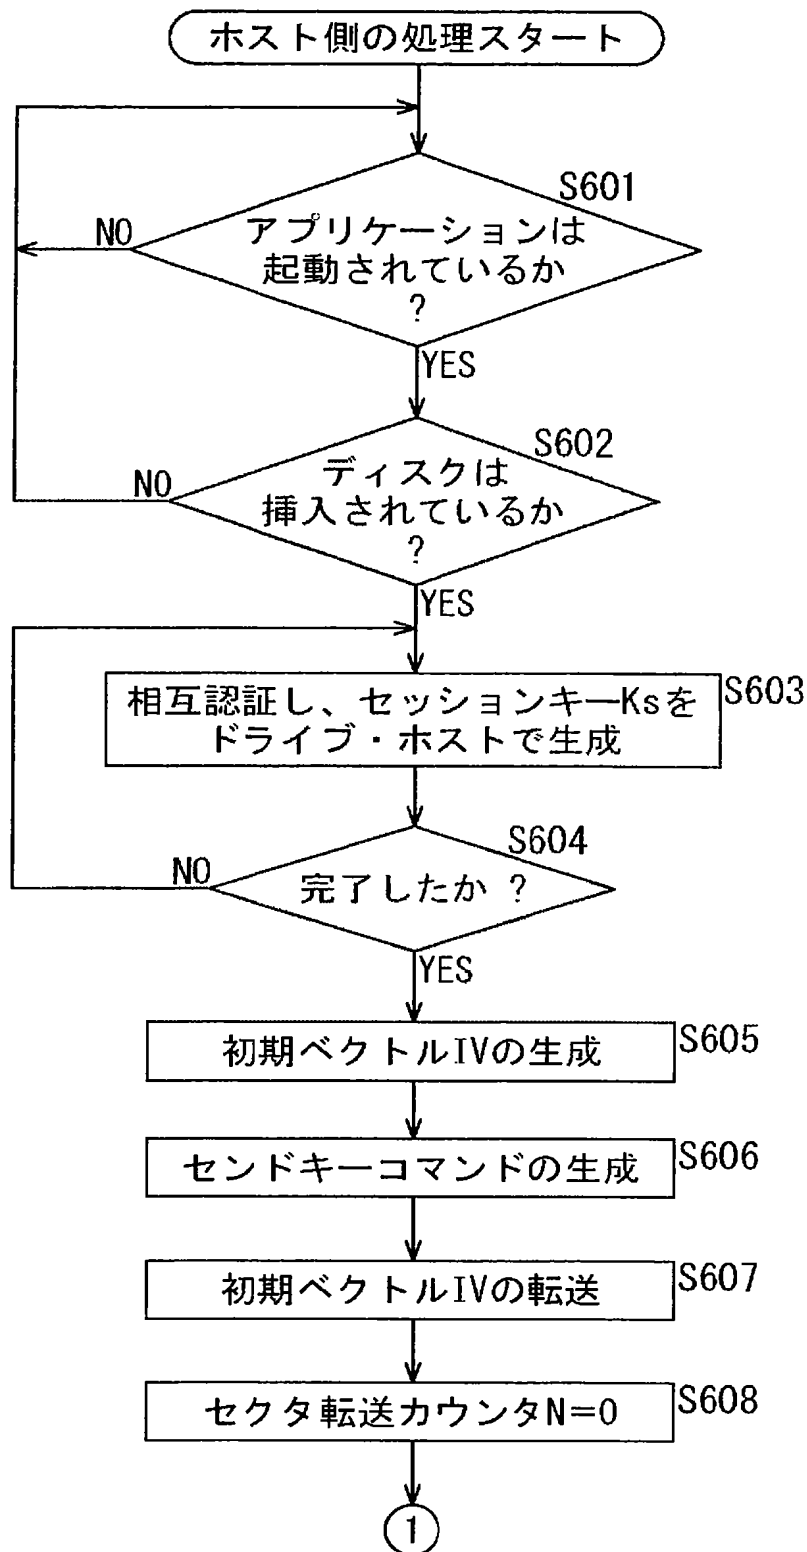 ホスト側の処理スタート
S601
NO
アプリケーションは
起動されているか
?
YES
S602
NO
ディスクは
挿入されているか
?
YES
相互認証し、セッションキーKsを
ドライブ・ホストで生成
S603
S604
NO
完了したか ?
YES
初期ベクトルIVの生成
S605
センドキーコマンドの生成
S606
初期ベクトルIVの転送
S607
セクタ転送カウンタN=0
S608
1